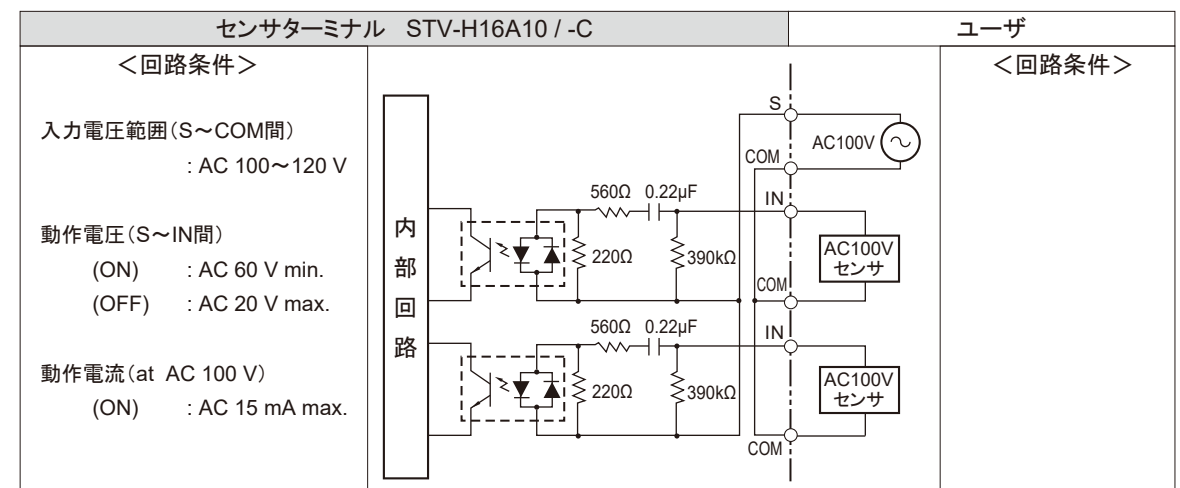 センサターミナル STV-H16A10 / -C
ユーザ
＜回路条件＞
入力電圧範囲(S～COM間)
: AC 100～120 V
動作電圧(S～IN間)
(ON) : AC 60 V min.
(OFF) : AC 20 V max.
動作電流(at AC 100 V)
(ON) : AC 15 mA max.
内部回路
560Ω 0.22μF
220Ω
390kΩ
560Ω 0.22μF
220Ω
390kΩ
S
COM
IN
COM
IN
COM
AC100V
AC100V
センサ
AC100V
センサ
＜回路条件＞